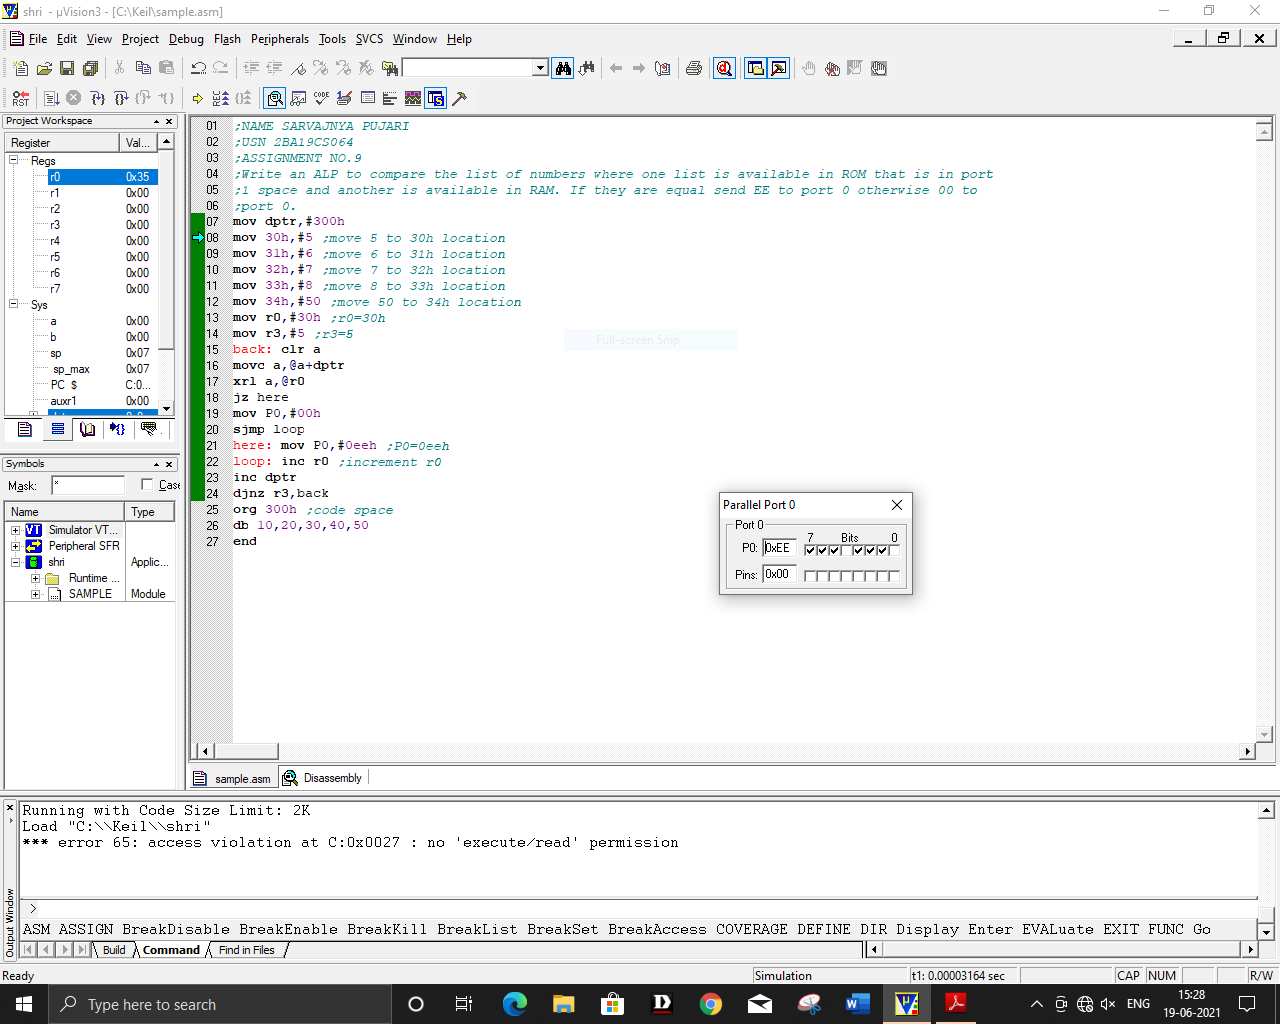 shri - µVision3 - [C:\Keil\sample.asm]
File Edit View Project Debug Flash Peripherals Tools SVCS Window Help
Project Workspace
Register Val...
Regs
r0 0x35
r1 0x00
r2 0x00
r3 0x00
r4 0x00
r5 0x00
r6 0x00
r7 0x00
Sys
a 0x00
b 0x00
sp 0x07
sp_max 0x07
PC $ C:0...
auxr1 0x00
Symbols
Mask: * Case
Name Type
Simulator VT...
Peripheral SFR
shri Applic...
Runtime ...
SAMPLE Module
01 ;NAME SARVAJNYA PUJARI
02 ;USN 2BA19CS064
03 ;ASSIGNMENT NO.9
04 ;Write an ALP to compare the list of numbers where one list is available in ROM that is in port
05 ;1 space and another is available in RAM. If they are equal send EE to port 0 otherwise 00 to
06 ;port 0.
07 mov dptr,#300h
08 mov 30h,#5 ;move 5 to 30h location
09 mov 31h,#6 ;move 6 to 31h location
10 mov 32h,#7 ;move 7 to 32h location
11 mov 33h,#8 ;move 8 to 33h location
12 mov 34h,#50 ;move 50 to 34h location
13 mov r0,#30h ;r0=30h
14 mov r3,#5 ;r3=5
15 back: clr a
16 movc a,@a+dptr
17 xrl a,@r0
18 jz here
19 mov P0,#00h
20 sjmp loop
21 here: mov P0,#0eeh ;P0=0eeh
22 loop: inc r0 ;increment r0
23 inc dptr
24 djnz r3,back
25 org 300h ;code space
26 db 10,20,30,40,50
27 end
Full-screen Snip
Parallel Port 0
Port 0
7 Bits 0
P0: 0xEE
Pins: 0x00
sample.asm Disassembly
Running with Code Size Limit: 2K
Load "C:\\Keil\\shri"
*** error 65: access violation at C:0x0027 : no 'execute/read' permission
>
ASM ASSIGN BreakDisable BreakEnable BreakKill BreakList BreakSet BreakAccess COVERAGE DEFINE DIR Display Enter EVALuate EXIT FUNC Go
Output Window
Build Command Find in Files
Ready Simulation t1: 0.00003164 sec CAP NUM R/W
Type here to search
ENG
15:28
19-06-2021